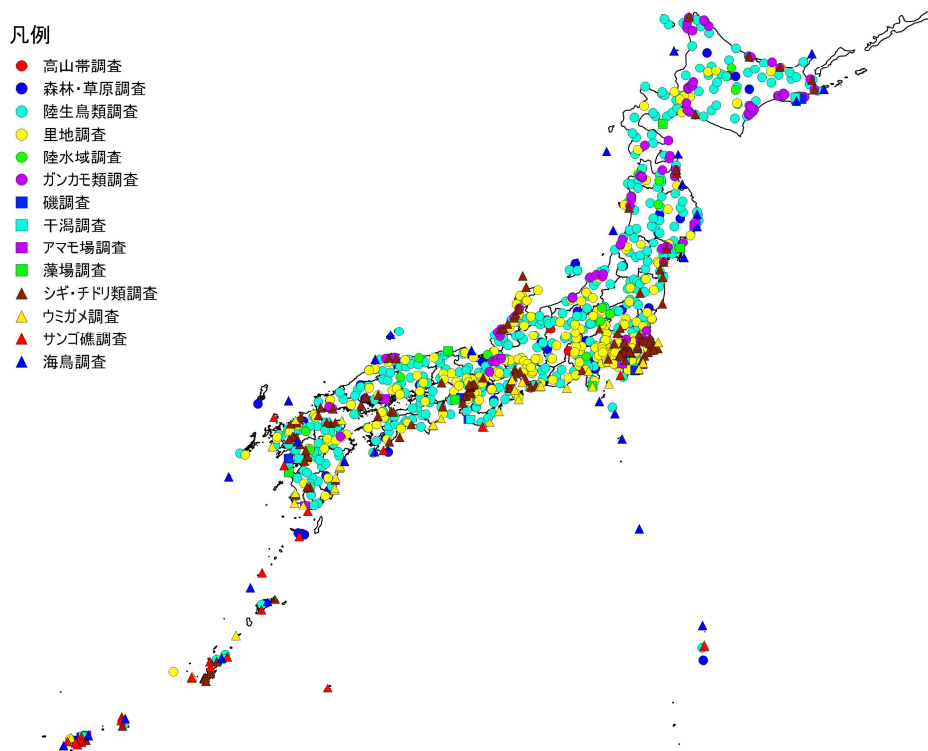 凡例
高山帯調査
森林・草原調査
陸生鳥類調査
里地調査
陸水域調査
ガンカモ類調査
磯調査
干潟調査
アマモ場調査
藻場調査
シギ・チドリ類調査
ウミガメ調査
サンゴ礁調査
海鳥調査